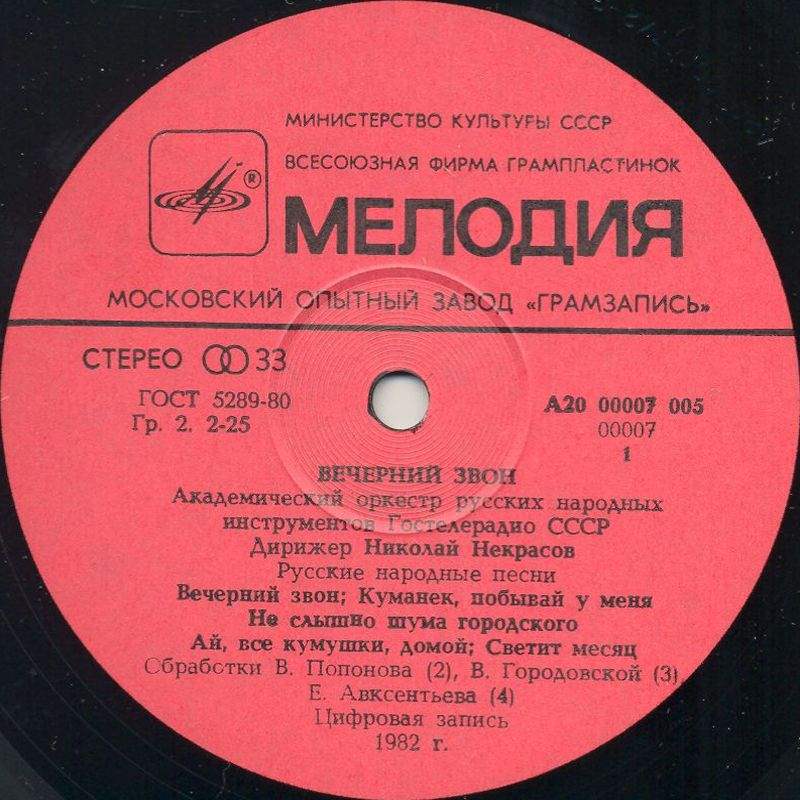 МИНИСТЕРСТВО КУЛЬТУРЫ СССР
ВСЕСОЮЗНАЯ ФИРМА ГРАМПЛАСТИНОК
®
МЕЛОДИЯ
МОСКОВСКИЙ ОПЫТНЫЙ ЗАВОД «ГРАМЗАПИСЬ»
СТЕРЕО 33
ГОСТ 5289-80
Гр. 2. 2-25
А20 00007 005
00007
1
ВЕЧЕРНИЙ ЗВОН
Академический оркестр русских народных
инструментов Гостелерадио СССР
Дирижер Николай Некрасов
Русские народные песни
Вечерний звон; Куманек, побывай у меня
Не слышно шума городского
Ай, все кумушки, домой; Светит месяц
Обработки В. Попонова (2), В. Городовской (3)
Е. Авксентьева (4)
Цифровая запись
1982 г.